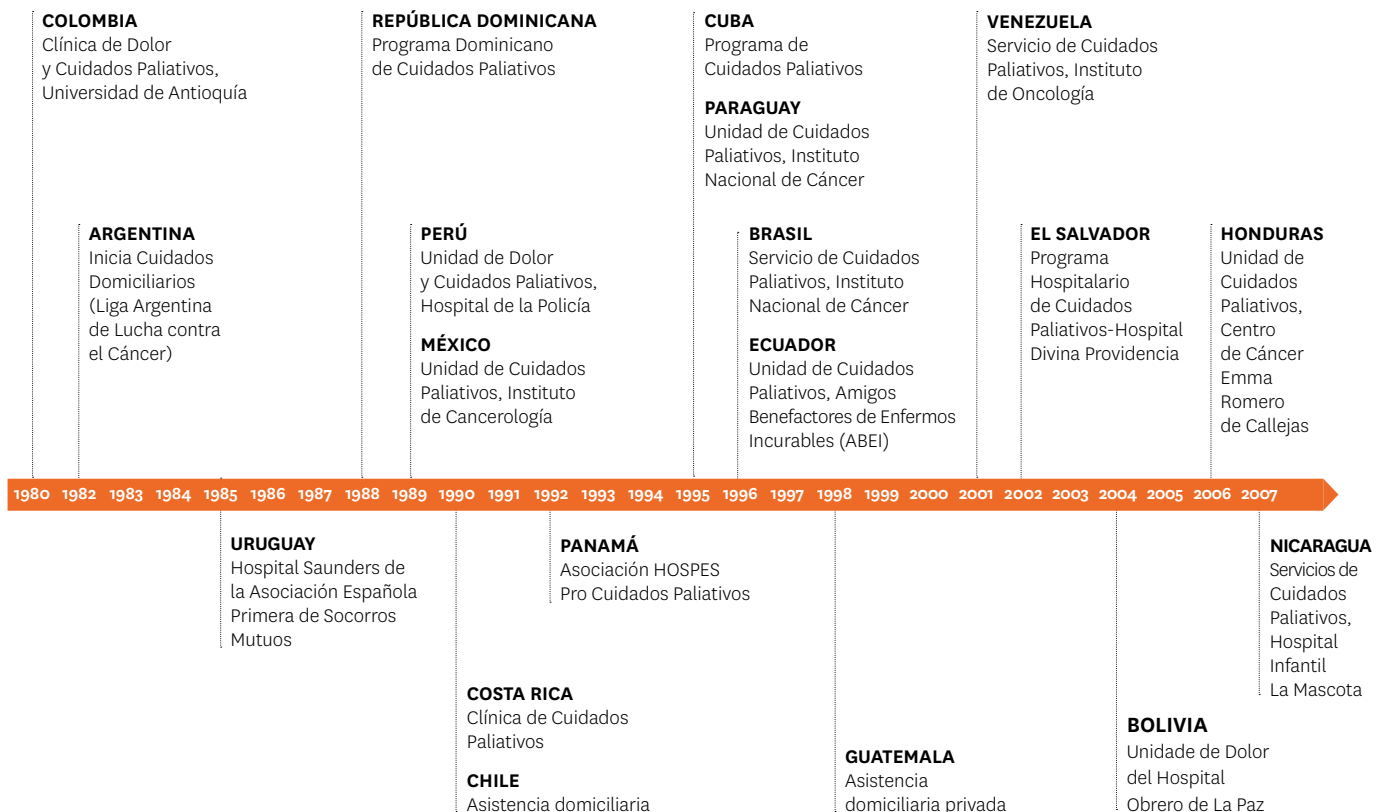 COLOMBIA
Clínica de Dolor
y Cuidados Paliativos,
Universidad de Antioquía
REPÚBLICA DOMINICANA
Programa Dominicano
de Cuidados Paliativos
CUBA
Programa de
Cuidados Paliativos
PARAGUAY
Unidad de Cuidados
Paliativos, Instituto
Nacional de Cáncer
VENEZUELA
Servicio de Cuidados
Paliativos, Instituto
de Oncología
ARGENTINA
Inicia Cuidados
Domiciliarios
(Liga Argentina
de Lucha contra
el Cáncer)
PERÚ
Unidad de Dolor
y Cuidados Paliativos,
Hospital de la Policía
MÉXICO
Unidad de Cuidados
Paliativos, Instituto
de Cancerología
BRASIL
Servicio de Cuidados
Paliativos, Instituto
Nacional de Cáncer
ECUADOR
Unidad de Cuidados
Paliativos, Amigos
Benefactores de Enfermos
Incurables (ABEI)
EL SALVADOR
Programa
Hospitalario
de Cuidados
Paliativos-Hospital
Divina Providencia
HONDURAS
Unidad de
Cuidados
Paliativos,
Centro
de Cáncer
Emma
Romero
de Callejas
1980 1982 1983 1984 1985 1986 1987 1988 1989 1990 1991 1992 1993 1994 1995 1996 1997 1998 1999 2000 2001 2002 2003 2004 2005 2006 2007
URUGUAY
Hospital Saunders de
la Asociación Española
Primera de Socorros
Mutuos
PANAMÁ
Asociación HOSPES
Pro Cuidados Paliativos
NICARAGUA
Servicios de
Cuidados
Paliativos,
Hospital
Infantil
La Mascota
COSTA RICA
Clínica de Cuidados
Paliativos
CHILE
Asistencia domiciliaria
GUATEMALA
Asistencia
domiciliaria privada
BOLIVIA
Unidade de Dolor
del Hospital
Obrero de La Paz